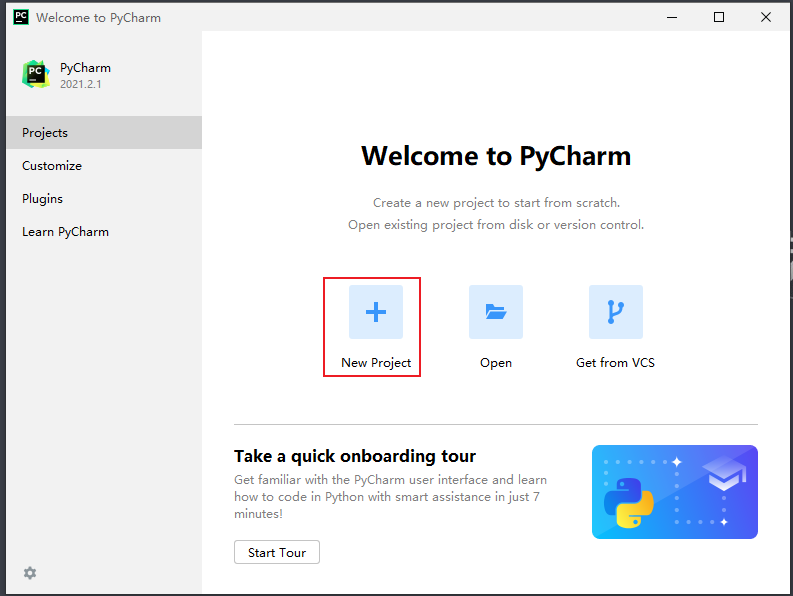 PC Welcome to PyCharm
PC PyCharm
2021.2.1
Projects
Customize
Plugins
Learn PyCharm
Welcome to PyCharm
Create a new project to start from scratch.
Open existing project from disk or version control.
New Project
Open
Get from VCS
Take a quick onboarding tour
Get familiar with the PyCharm user interface and learn
how to code in Python with smart assistance in just 7
minutes!
Start Tour